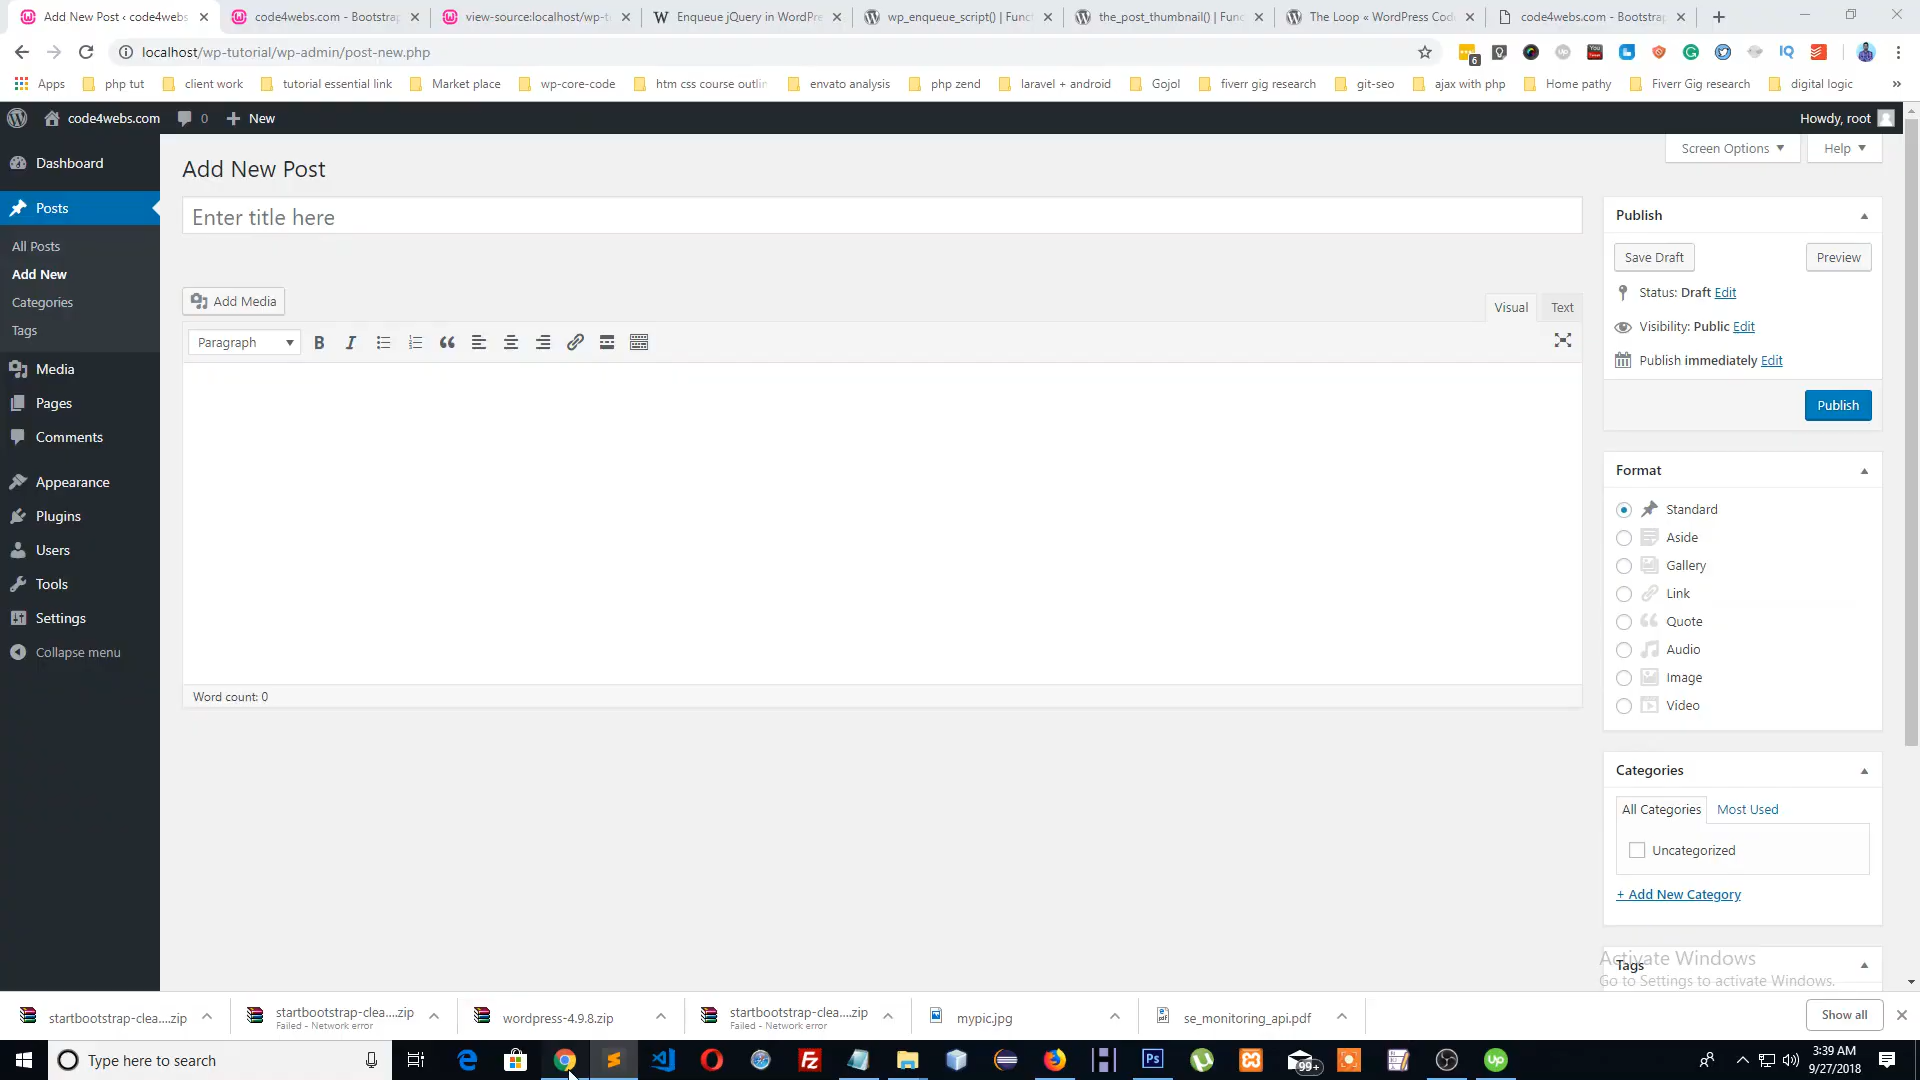 Add New Post ‹ code4webs
code4webs.com - Bootstrap
view-source:localhost/wp-t
Enqueue jQuery in WordPre
wp_enqueue_script() | Funct
the_post_thumbnail() | Func
The Loop « WordPress Cod
code4webs.com - Bootstrap
localhost/wp-tutorial/wp-admin/post-new.php
6
You
Apps
php tut
client work
tutorial essential link
Market place
wp-core-code
htm css course outlin
envato analysis
php zend
laravel + android
Gojol
fiverr gig research
git-seo
ajax with php
Home pathy
Fiverr Gig research
digital logic
»
code4webs.com
0
New
Howdy, root
Dashboard
Posts
All Posts
Add New
Categories
Tags
Media
Pages
Comments
Appearance
Plugins
Users
Tools
Settings
Collapse menu
Add New Post
Screen Options
Help
Enter title here
Add Media
Visual
Text
Paragraph
B
I
Word count: 0
Publish
Save Draft
Preview
Status: Draft Edit
Visibility: Public Edit
Publish immediately Edit
Publish
Format
Standard
Aside
Gallery
Link
Quote
Audio
Image
Video
Categories
All Categories
Most Used
Uncategorized
+ Add New Category
Tags
Activate Windows
Go to Settings to activate Windows.
startbootstrap-clea....zip
startbootstrap-clea....zip
Failed - Network error
wordpress-4.9.8.zip
startbootstrap-clea....zip
Failed - Network error
mypic.jpg
se_monitoring_api.pdf
Show all
Type here to search
Fz
Ps
99+
Up
3:39 AM
9/27/2018